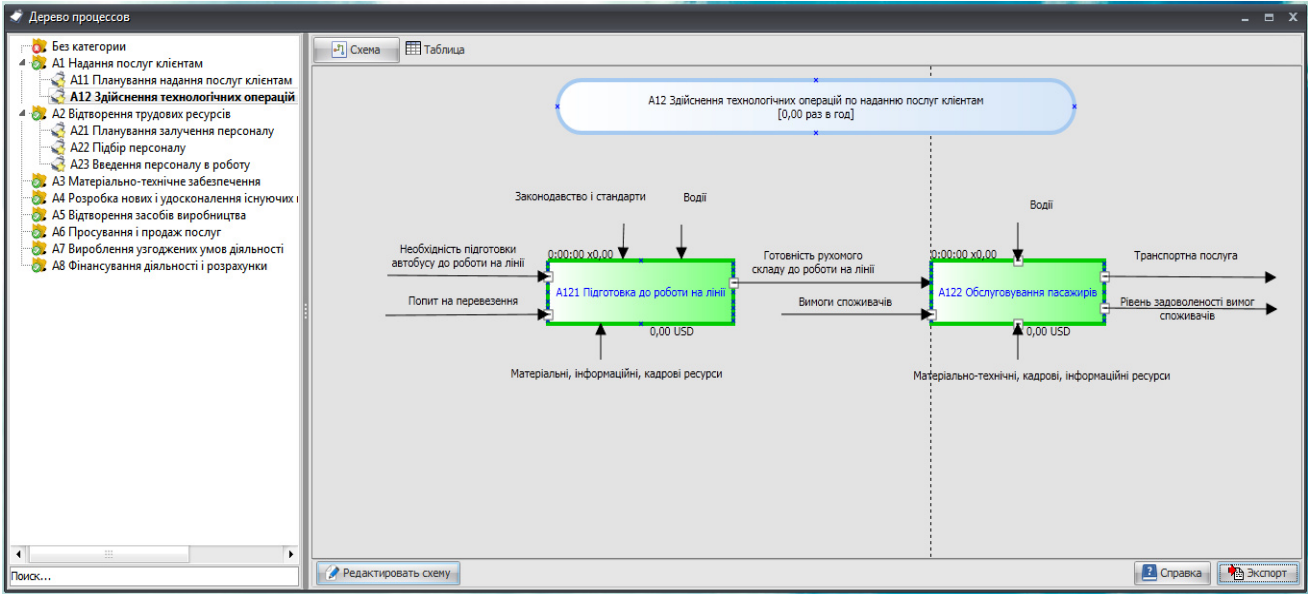 Дерево процессов
Без категории
А1 Надання послуг клієнтам
А11 Планування надання послуг клієнтам
А12 Здійснення технологічних операцій
А2 Відтворення трудових ресурсів
А21 Планування залучення персоналу
А22 Підбір персоналу
А23 Введення персоналу в роботу
А3 Матеріально-технічне забезпечення
А4 Розробка нових і удосконалення існуючих
А5 Відтворення засобів виробництва
А6 Просування і продаж послуг
А7 Вироблення узгоджених умов діяльності
А8 Фінансування діяльності і розрахунки
Поиск...
Схема
Таблица
А12 Здійснення технологічних операцій по наданню послуг клієнтам
[0,00 раз в год]
Законодавство і стандарти
Водії
Водії
Необхідність підготовки
автобусу до роботи на лінії
0:00:00 x0,00
Готовність рухомого
складу до роботи на лінії
0:00:00 x0,00
Транспортна послуга
Попит на перевезення
А121 Підготовка до роботи на лінії
Вимоги споживачів
А122 Обслуговування пасажирів
Рівень задоволеності вимог
споживачів
0,00 USD
0,00 USD
Матеріальні, інформаційні, кадрові ресурси
Матеріально-технічні, кадрові, інформаційні ресурси
Редактировать схему
Справка
Экспорт